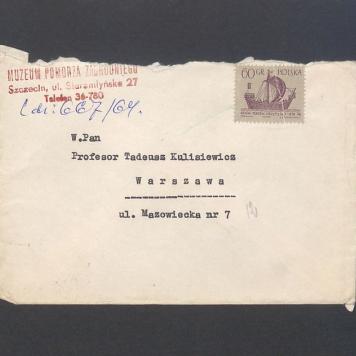 MUZEUM POMORZA ZACHODNIEGO
Szczecin, ul. Staromłyńska 27
Telefon 36-780
L.dz. 667/64.
60 GR POLSKA
W.Pan
Profesor Tadeusz Kulisiewicz
Warszawa
ul. Mazowiecka nr 7